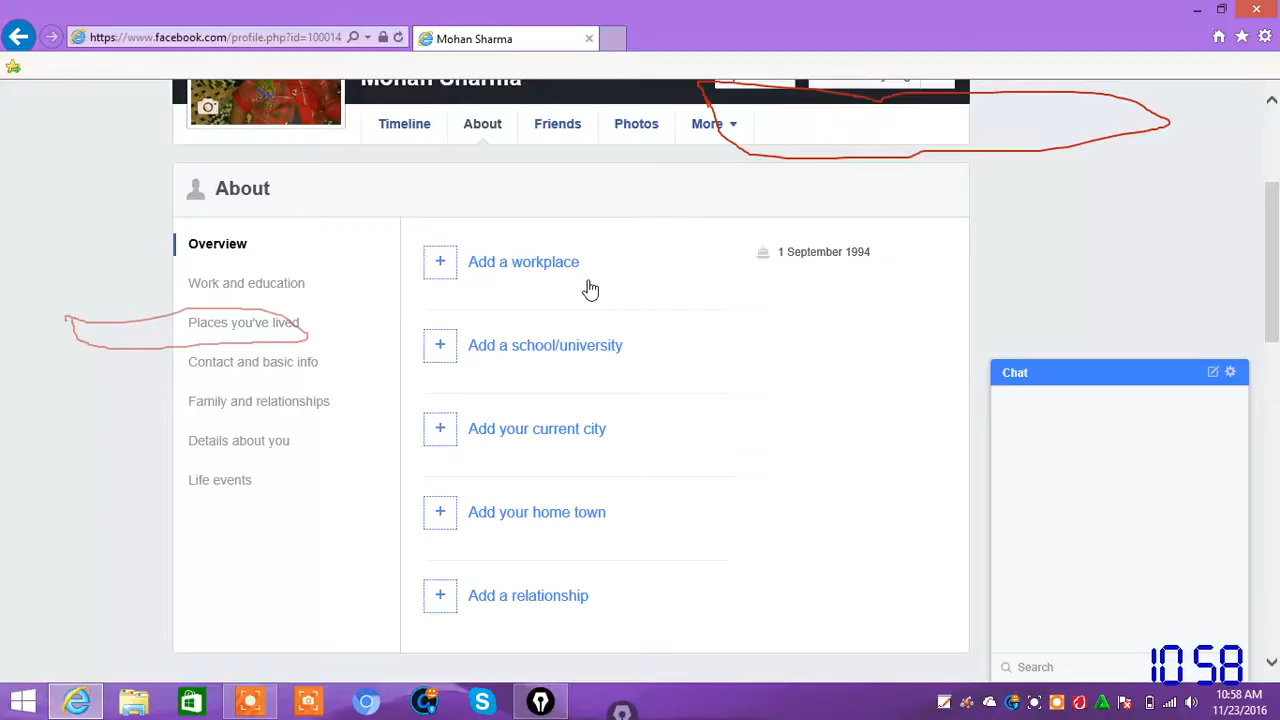 https://www.facebook.com/profile.php?id=100014
Mohan Sharma
Mohan Sharma
Timeline
About
Friends
Photos
More
About
Overview
Work and education
Places you've lived
Contact and basic info
Family and relationships
Details about you
Life events
+ Add a workplace
1 September 1994
+ Add a school/university
+ Add your current city
+ Add your home town
+ Add a relationship
Chat
Search
10:58
10:58 AM
11/23/2016